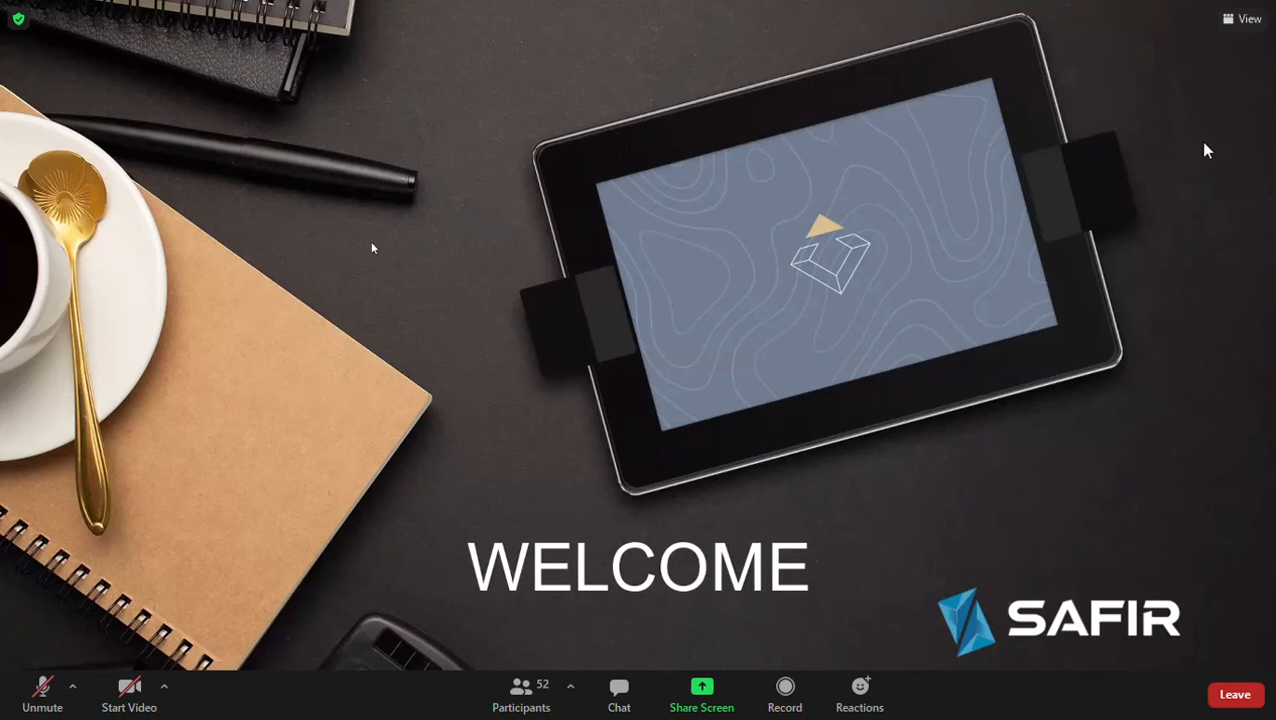 View
WELCOME
SAFIR
Unmute
Start Video
52
Participants
Chat
Share Screen
Record
Reactions
Leave